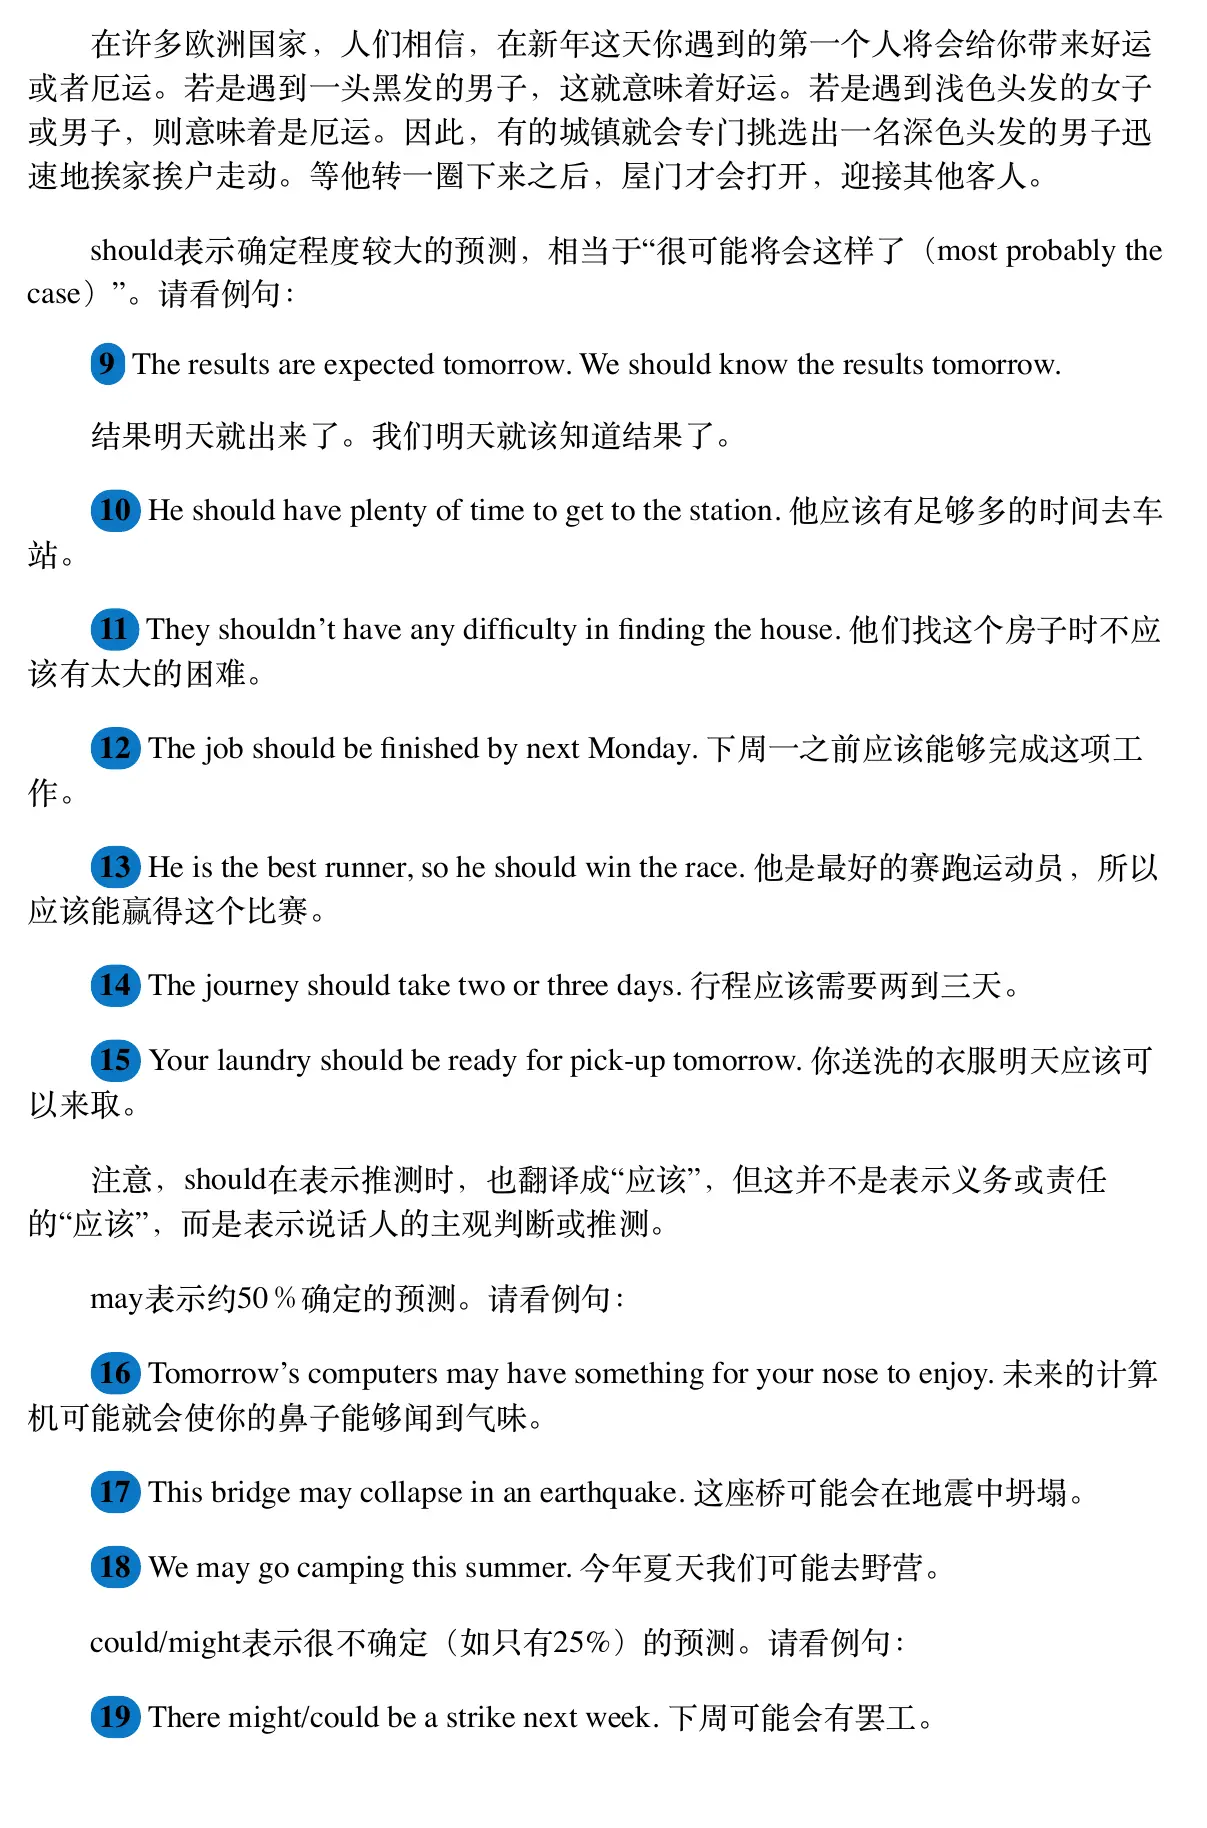 在许多欧洲国家，人们相信，在新年这天你遇到的第一个人将会给你带来好运
或者厄运。若是遇到一头黑发的男子，这就意味着好运。若是遇到浅色头发的女子
或男子，则意味着是厄运。因此，有的城镇就会专门挑选出一名深色头发的男子迅
速地挨家挨户走动。等他转一圈下来之后，屋门才会打开，迎接其他客人。
should表示确定程度较大的预测，相当于“很可能将会这样了（most probably the
case）”。请看例句：
9 The results are expected tomorrow. We should know the results tomorrow.
结果明天就出来了。我们明天就该知道结果了。
10 He should have plenty of time to get to the station. 他应该有足够多的时间去车
站。
11 They shouldn’t have any difficulty in finding the house. 他们找这个房子时不应
该有太大的困难。
12 The job should be finished by next Monday. 下周一之前应该能够完成这项工
作。
13 He is the best runner, so he should win the race. 他是最好的赛跑运动员，所以
应该能赢得这个比赛。
14 The journey should take two or three days. 行程应该需要两到三天。
15 Your laundry should be ready for pick-up tomorrow. 你送洗的衣服明天应该可
以来取。
注意，should在表示推测时，也翻译成“应该”，但这并不是表示义务或责任
的“应该”，而是表示说话人的主观判断或推测。
may表示约50％确定的预测。请看例句：
16 Tomorrow’s computers may have something for your nose to enjoy. 未来的计算
机可能就会使你的鼻子能够闻到气味。
17 This bridge may collapse in an earthquake. 这座桥可能会在地震中坍塌。
18 We may go camping this summer. 今年夏天我们可能去野营。
could/might表示很不确定（如只有25%）的预测。请看例句：
19 There might/could be a strike next week. 下周可能会有罢工。